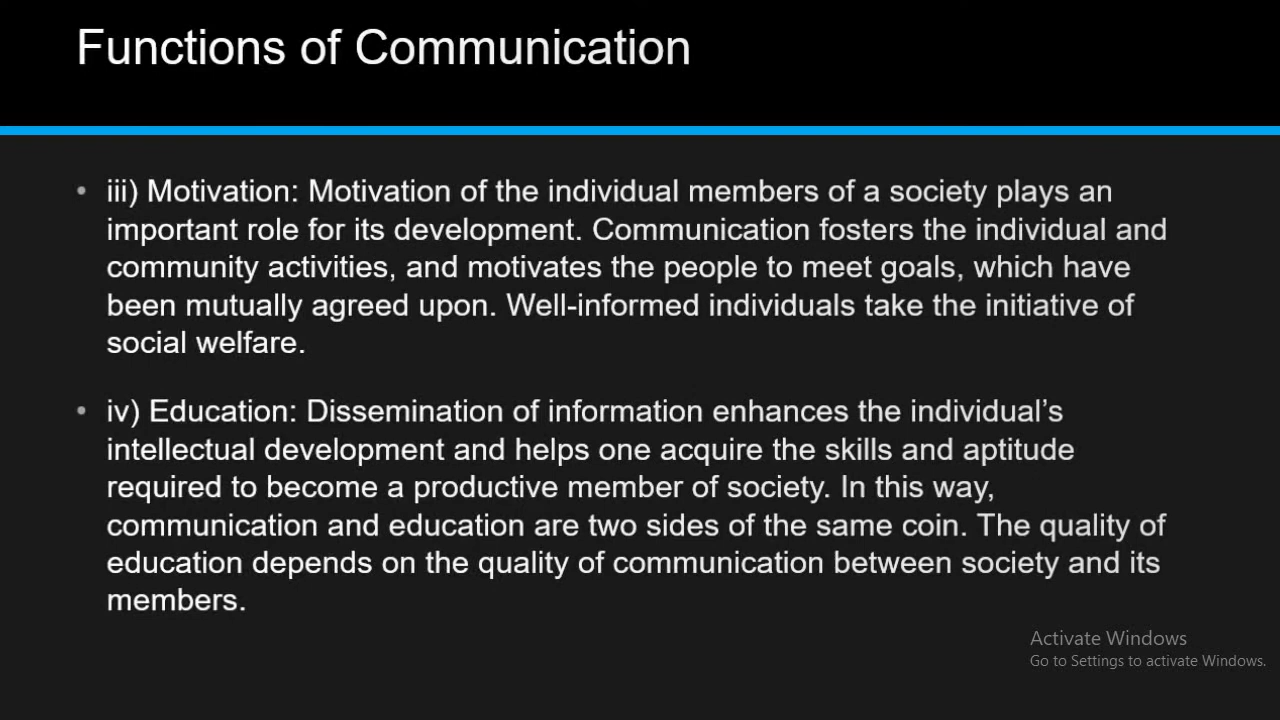 Functions of Communication
• iii) Motivation: Motivation of the individual members of a society plays an
important role for its development. Communication fosters the individual and
community activities, and motivates the people to meet goals, which have
been mutually agreed upon. Well-informed individuals take the initiative of
social welfare.
• iv) Education: Dissemination of information enhances the individual’s
intellectual development and helps one acquire the skills and aptitude
required to become a productive member of society. In this way,
communication and education are two sides of the same coin. The quality of
education depends on the quality of communication between society and its
members.
Activate Windows
Go to Settings to activate Windows.